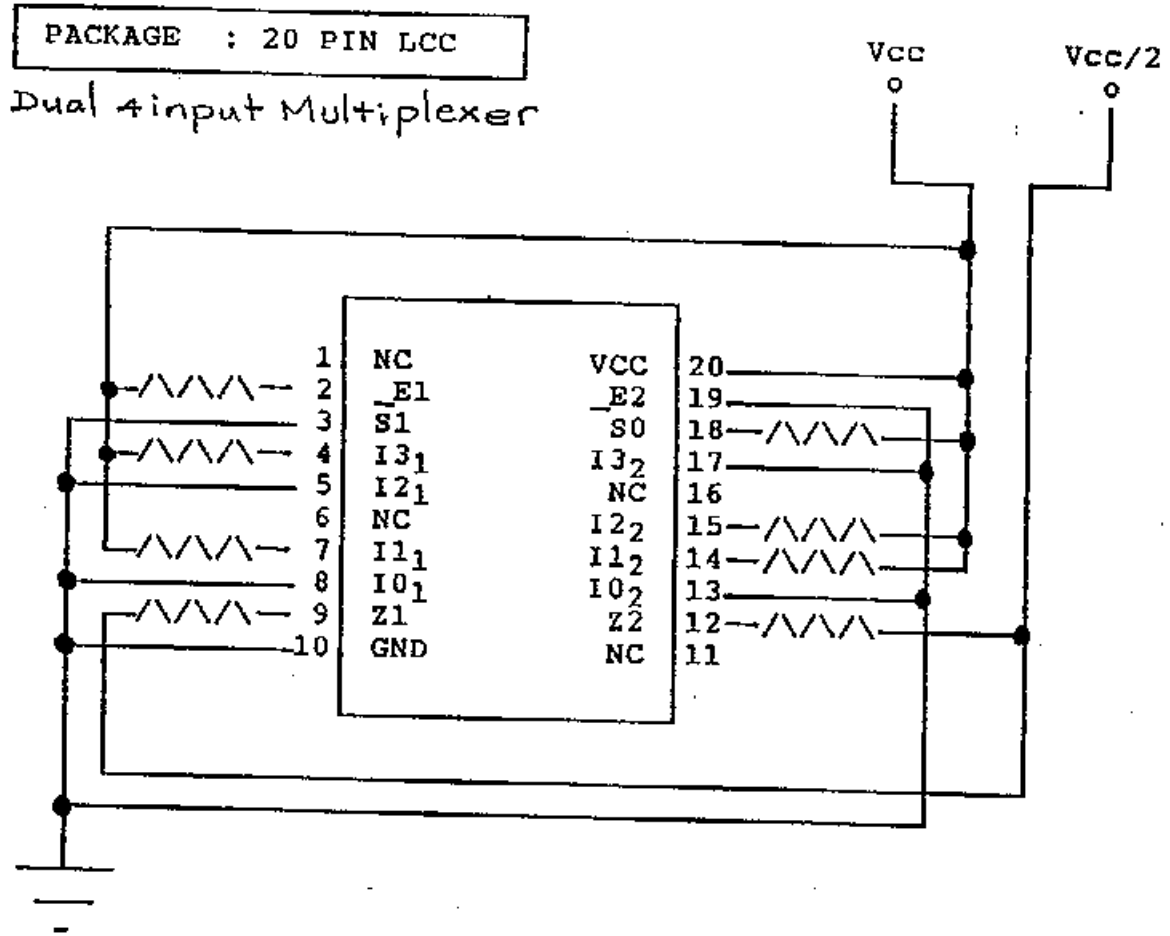 PACKAGE : 20 PIN LCC
Dual 4input Multiplexer
Vcc
Vcc/2
1 NC
2 _E1
3 S1
4 I3₁
5 I2₁
6 NC
7 I1₁
8 I0₁
9 Z1
10 GND
VCC 20
_E2 19
S0 18
I3₂ 17
NC 16
I2₂ 15
I1₂ 14
I0₂ 13
Z2 12
NC 11